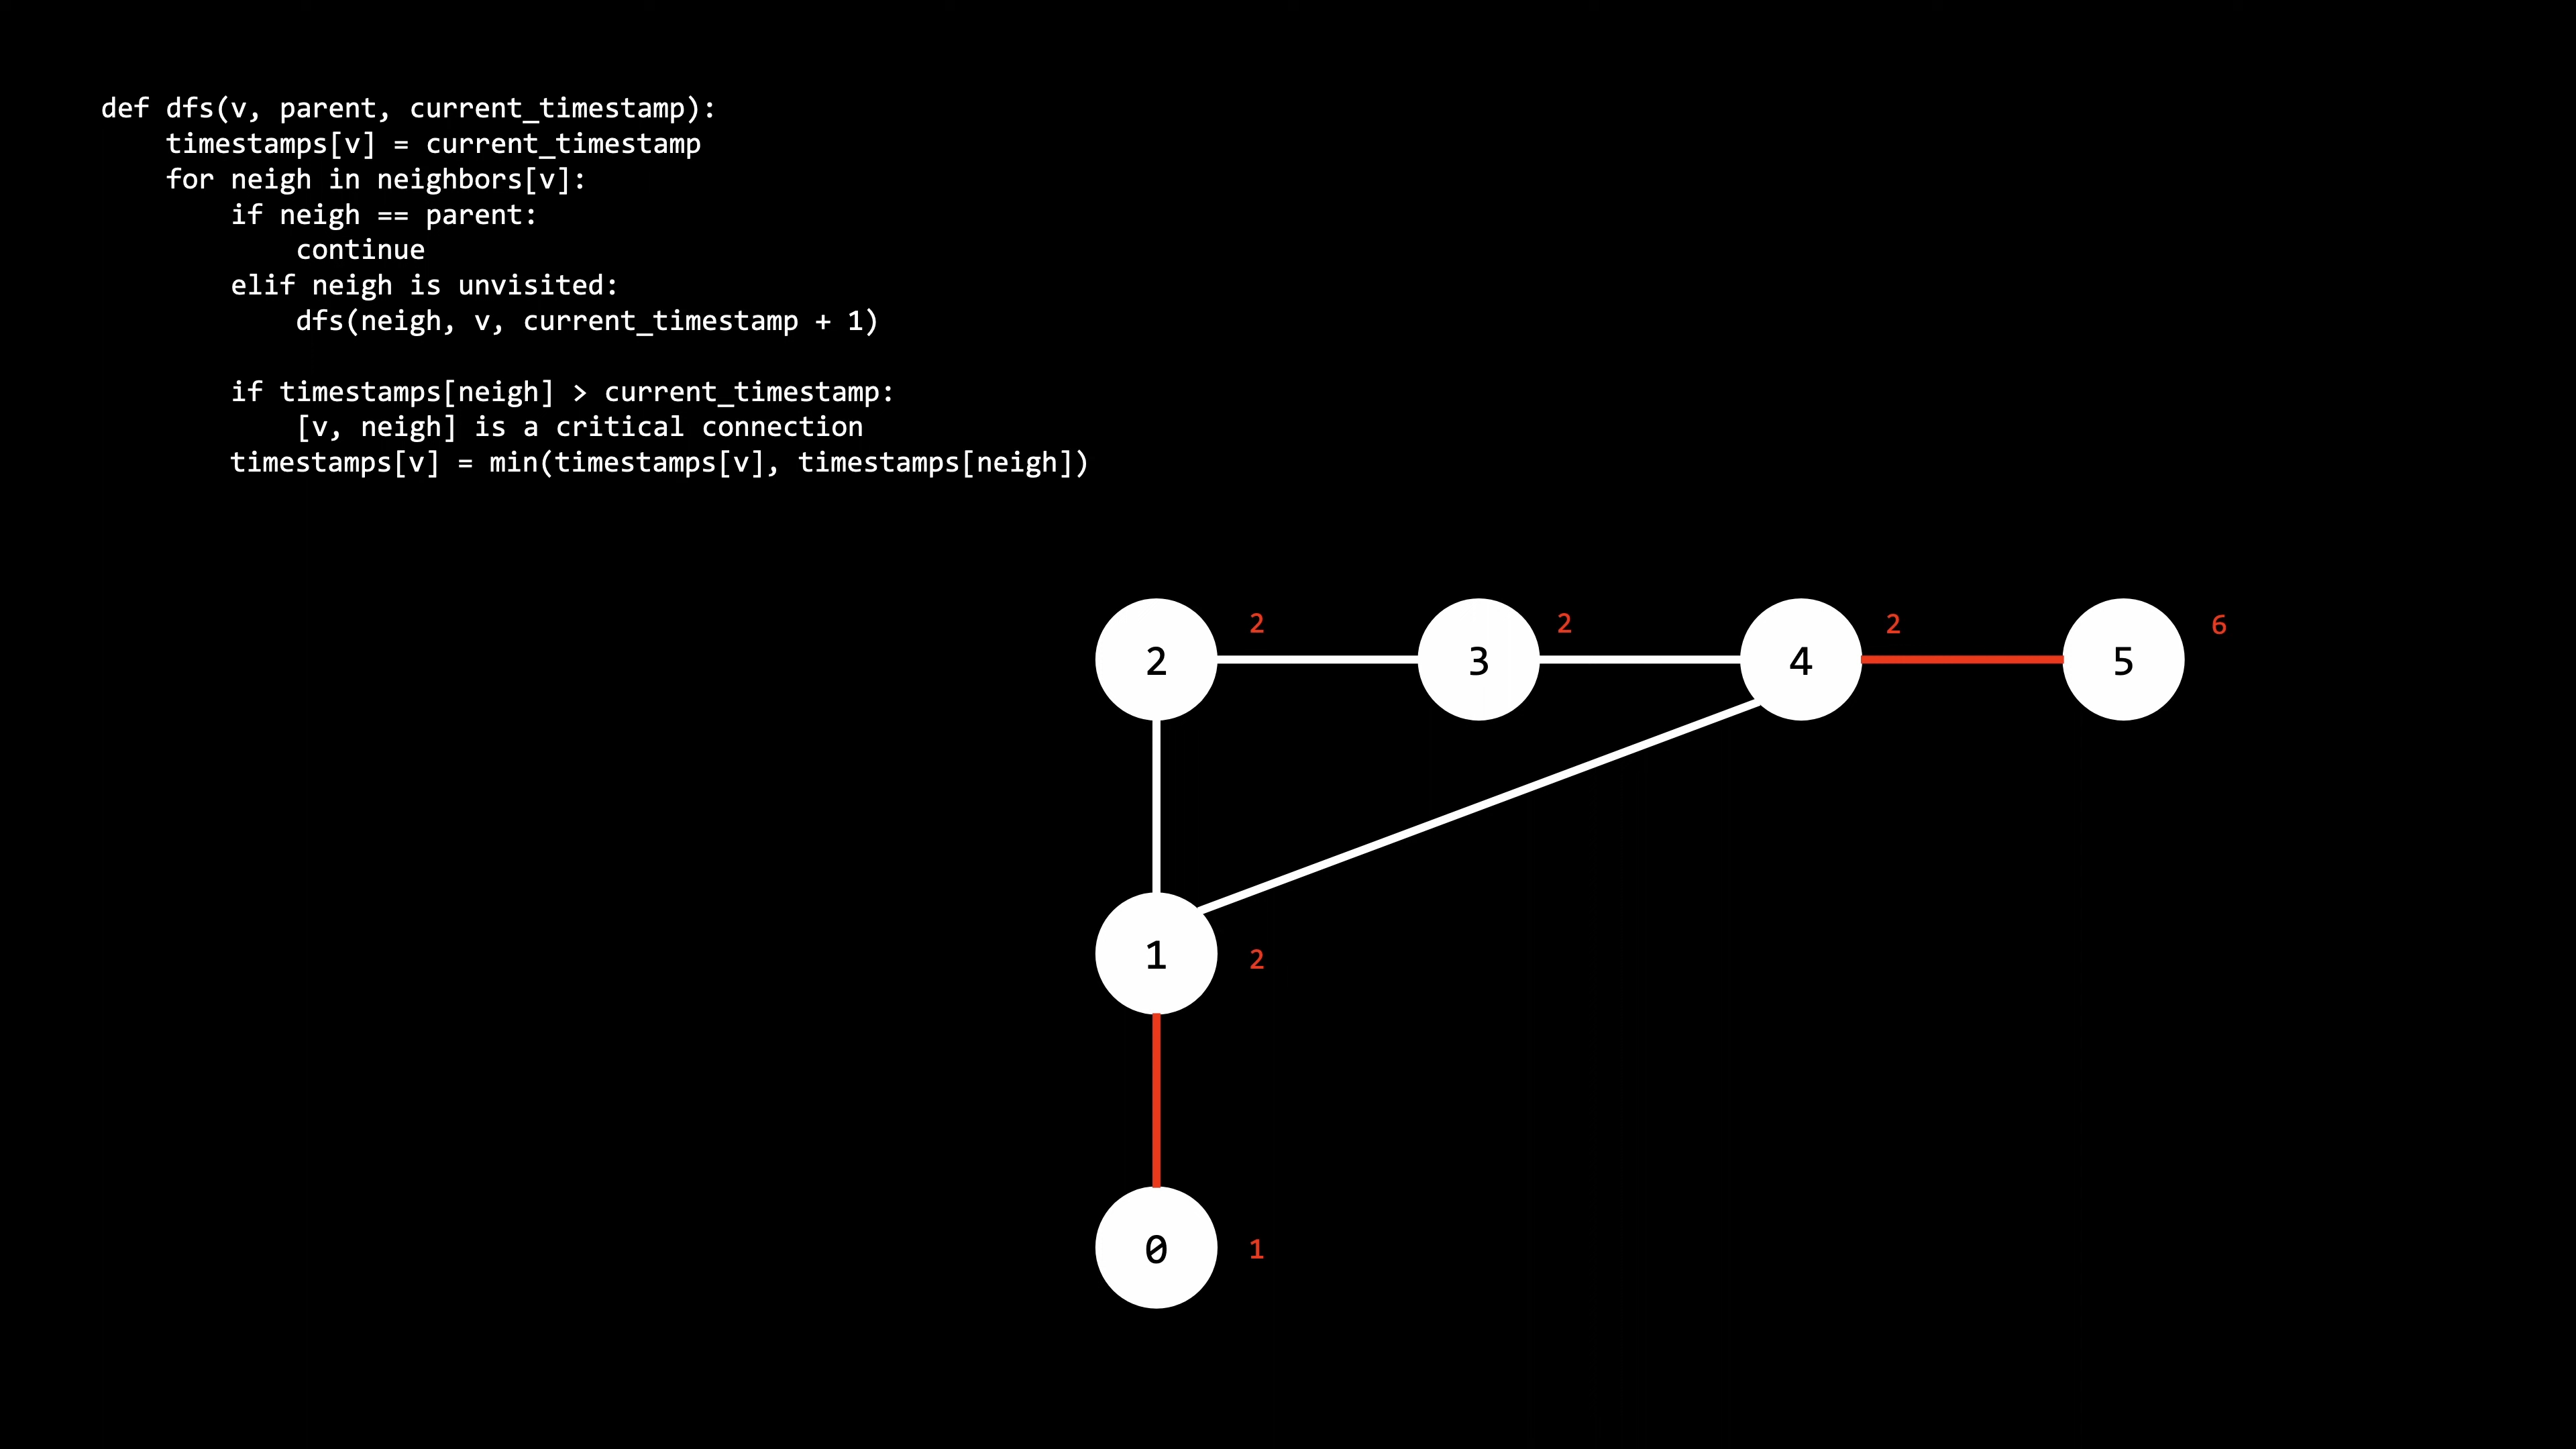 def dfs(v, parent, current_timestamp):
    timestamps[v] = current_timestamp
    for neigh in neighbors[v]:
        if neigh == parent:
            continue
        elif neigh is unvisited:
            dfs(neigh, v, current_timestamp + 1)
        if timestamps[neigh] > current_timestamp:
            [v, neigh] is a critical connection
        timestamps[v] = min(timestamps[v], timestamps[neigh])
2 2 3 2 4 2 5 6
1 2
0 1